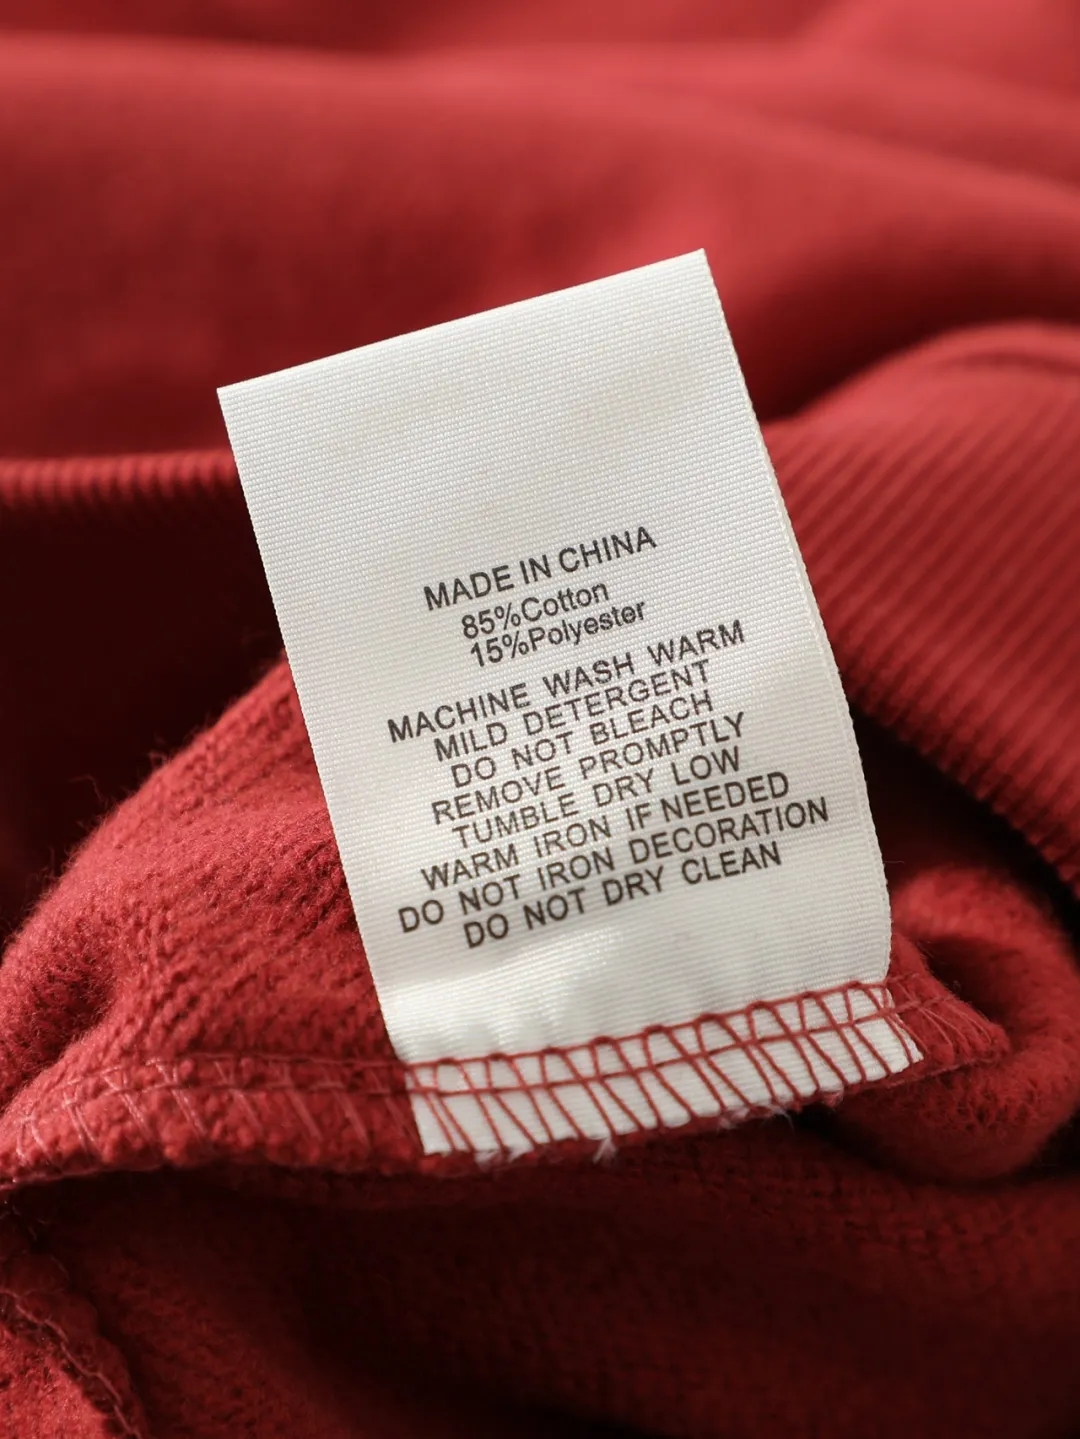 MADE IN CHINA
85%Cotton
15%Polyester
MACHINE WASH WARM
MILD DETERGENT
DO NOT BLEACH
REMOVE PROMPTLY
TUMBLE DRY LOW
WARM IRON IF NEEDED
DO NOT IRON DECORATION
DO NOT DRY CLEAN